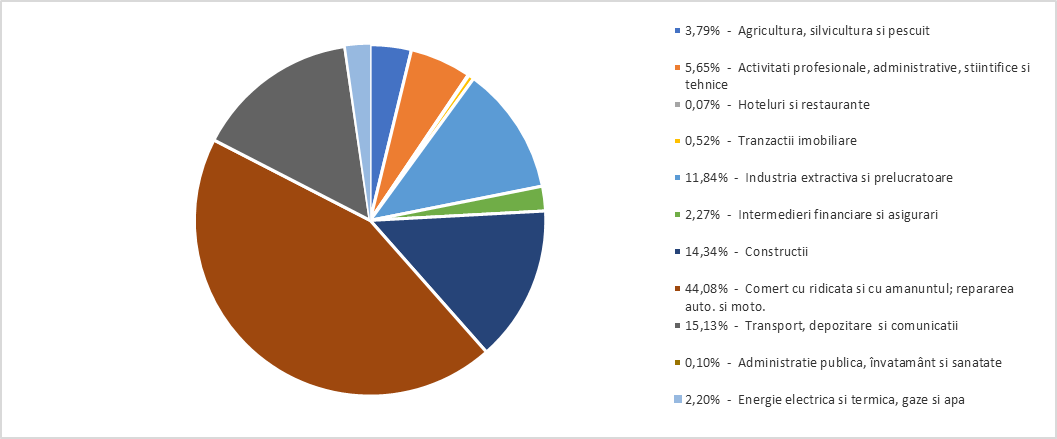 3,79% - Agricultura, silvicultura si pescuit
5,65% - Activitati profesionale, administrative, stiintifice si
tehnice
0,07% - Hoteluri si restaurante
0,52% - Tranzactii imobiliare
11,84% - Industria extractiva si prelucratoare
2,27% - Intermedieri financiare si asigurari
14,34% - Constructii
44,08% - Comert cu ridicata si cu amanuntul; repararea
auto. si moto.
15,13% - Transport, depozitare si comunicatii
0,10% - Administratie publica, învatamânt si sanatate
2,20% - Energie electrica si termica, gaze si apa